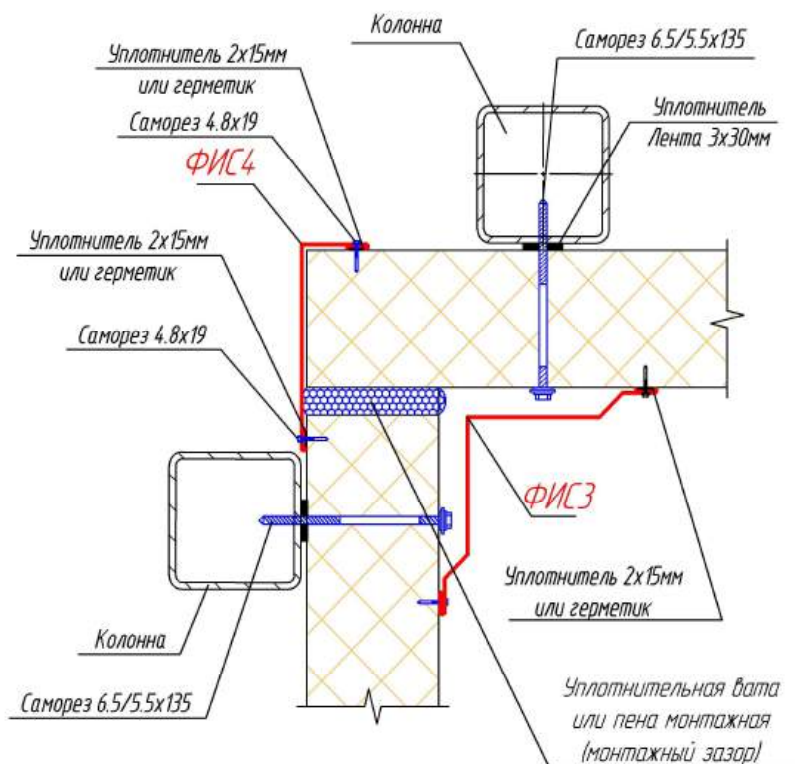 Колонна
Саморез 6.5/5.5х135
Уплотнитель 2х15мм
или герметик
Саморез 4.8х19
ФИС4
Уплотнитель
Лента 3х30мм
Уплотнитель 2х15мм
или герметик
Саморез 4.8х19
ФИС3
Уплотнитель 2х15мм
или герметик
Колонна
Саморез 6.5/5.5х135
Уплотнительная вата
или пена монтажная
(монтажный зазор)